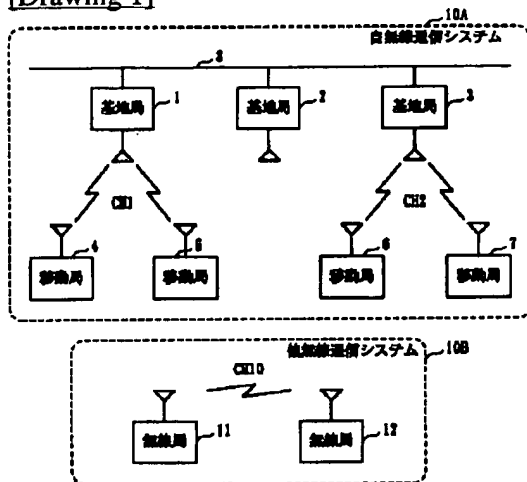 [Drawing 1]
10A
自無線通信システム
8
基地局 1
基地局 2
基地局 3
CH1
CH2
移動局 4
移動局 5
移動局 6
移動局 7
他無線通信システム
10B
CH10
無線局 11
無線局 12